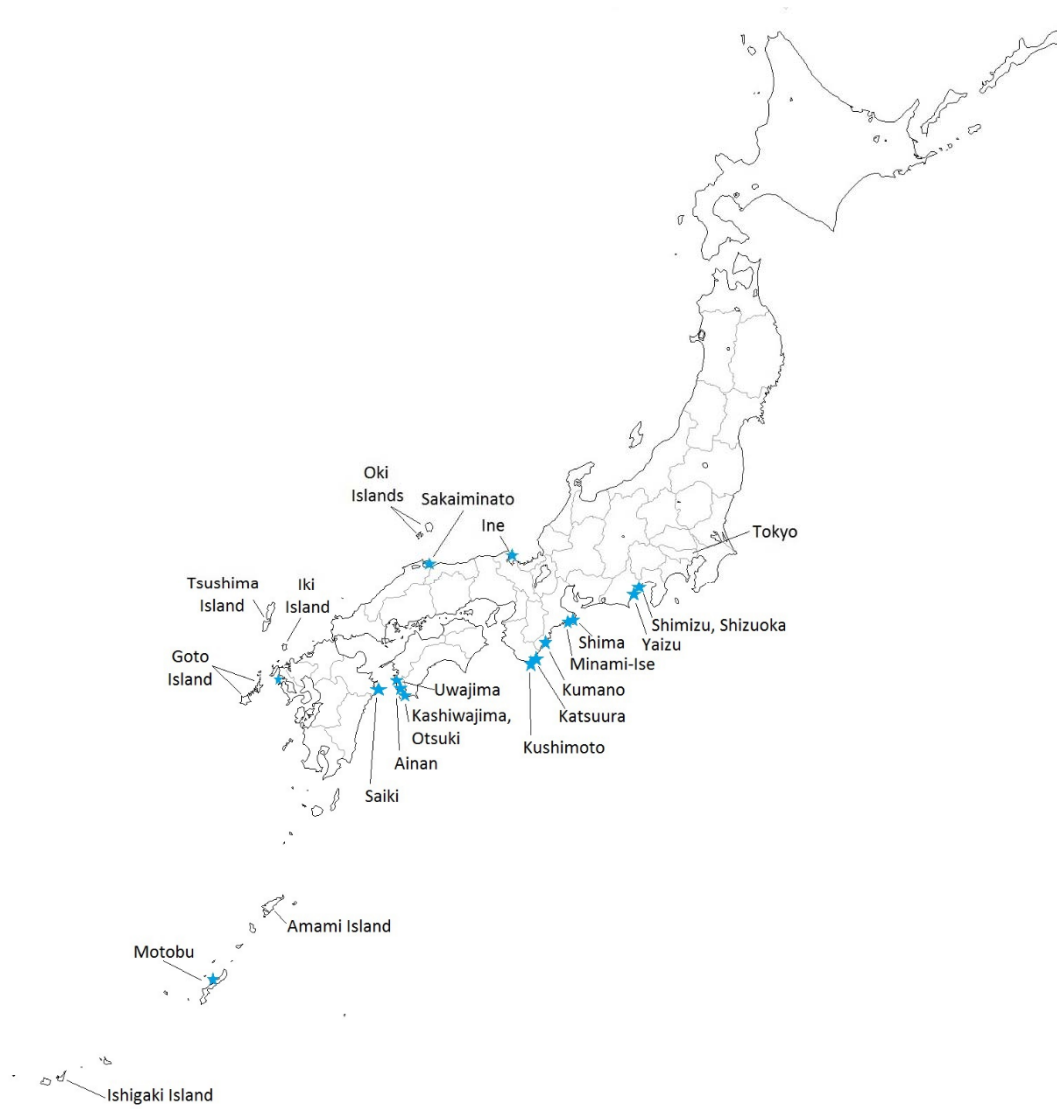 Oki
Islands
Sakaiminato
Ine
Tokyo
Tsushima
Island
Iki
Island
Shimizu, Shizuoka
Yaizu
Shima
Minami-Ise
Goto
Island
Kumano
Uwajima
Katsuura
Kashiwajima,
Otsuki
Kushimoto
Ainan
Saiki
Amami Island
Motobu
Ishigaki Island